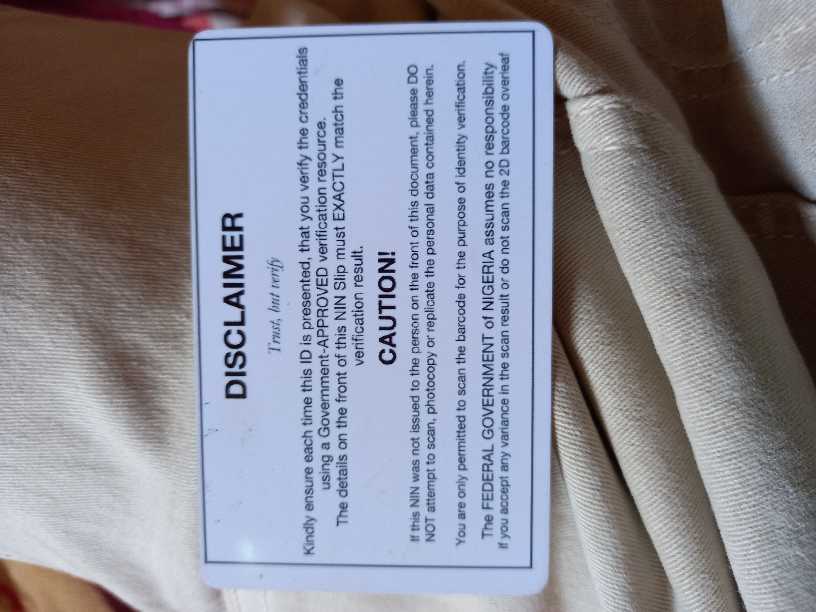 DISCLAIMER
Trust, but verify
Kindly ensure each time this ID is presented, that you verify the credentials
using a Government-APPROVED verification resource.
The details on the front of this NIN Slip must EXACTLY match the
verification result.
CAUTION!
If this NIN was not issued to the person on the front of this document, please DO
NOT attempt to scan, photocopy or replicate the personal data contained herein.
You are only permitted to scan the barcode for the purpose of identity verification.
The FEDERAL GOVERNMENT of NIGERIA assumes no responsibility
If you accept any variance in the scan result or do not scan the 2D barcode overleaf